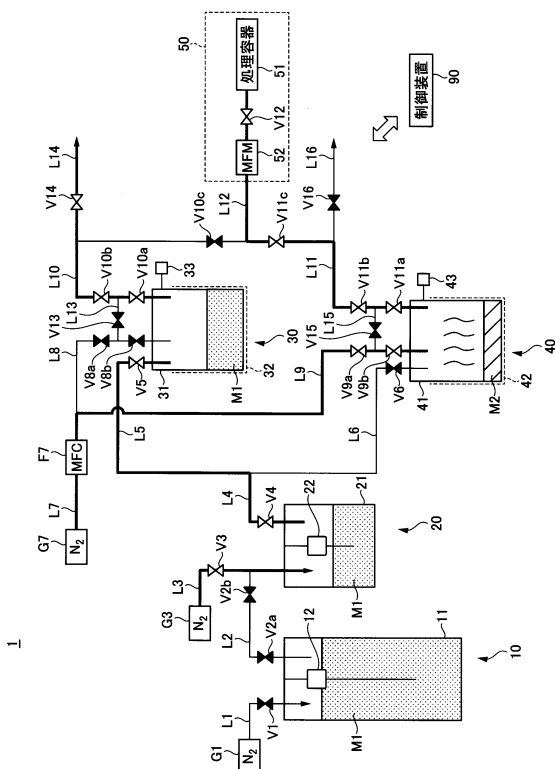 1
50
処理容器
51
V12
MFM
52
L12
制御装置
90
L14
V14
V10c
V11c
L16
V16
L10
V10b
V10a
33
L13
V13
L8
V8a
V8b
V5
31
M1
32
30
L11
V11b
V11a
43
L15
V15
L9
V9a
V9b
V6
41
M2
42
40
F7
MFC
L7
G7
N2
L5
L6
L4
V4
22
21
20
M1
V3
L3
G3
N2
V2b
L2
V2a
12
11
10
M1
L1
V1
G1
N2